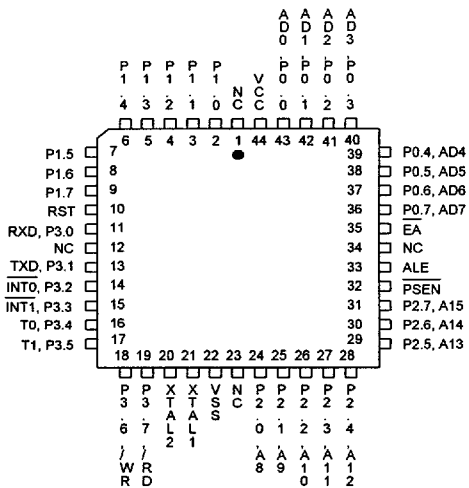 P1.4
P1.3
P1.2
P1.1
P1.0
NC
VCC
AD0, P0.0
AD1, P0.1
AD2, P0.2
AD3, P0.3
6 5 4 3 2 1 44 43 42 41 40
P1.5 7
P1.6 8
P1.7 9
RST 10
RXD, P3.0 11
NC 12
TXD, P3.1 13
INT0, P3.2 14
INT1, P3.3 15
T0, P3.4 16
T1, P3.5 17
39 P0.4, AD4
38 P0.5, AD5
37 P0.6, AD6
36 P0.7, AD7
35 EA
34 NC
33 ALE
32 PSEN
31 P2.7, A15
30 P2.6, A14
29 P2.5, A13
18 19 20 21 22 23 24 25 26 27 28
P3.6/WR
P3.7/RD
XTAL2
XTAL1
VSS
NC
P2.0, A8
P2.1, A9
P2.2, A10
P2.3, A11
P2.4, A12